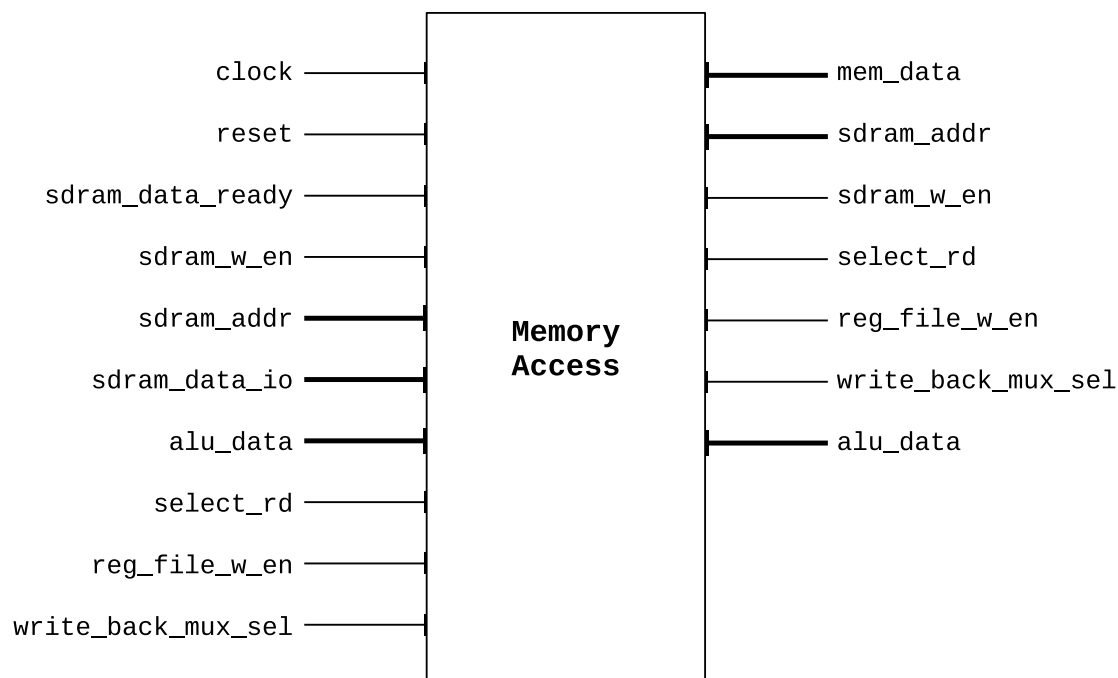 clock
reset
sdram_data_ready
sdram_w_en
sdram_addr
sdram_data_io
alu_data
select_rd
reg_file_w_en
write_back_mux_sel
Memory
Access
mem_data
sdram_addr
sdram_w_en
select_rd
reg_file_w_en
write_back_mux_sel
alu_data